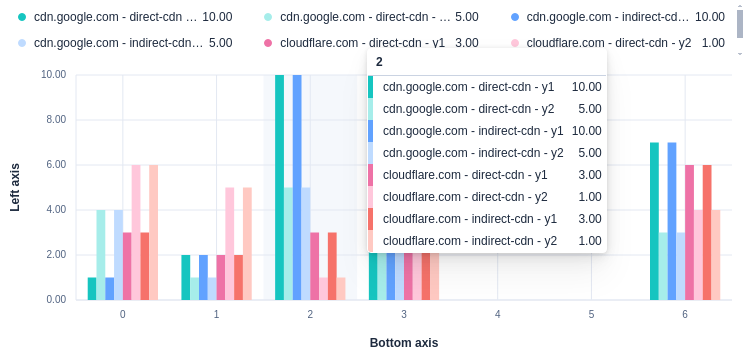 cdn.google.com - direct-cdn … 10.00
cdn.google.com - direct-cdn - … 5.00
cdn.google.com - indirect-cd… 10.00
cdn.google.com - indirect-cdn… 5.00
cloudflare.com - direct-cdn - y1 3.00
cloudflare.com - direct-cdn - y2 1.00
2
cdn.google.com - direct-cdn - y1 10.00
cdn.google.com - direct-cdn - y2 5.00
cdn.google.com - indirect-cdn - y1 10.00
cdn.google.com - indirect-cdn - y2 5.00
cloudflare.com - direct-cdn - y1 3.00
cloudflare.com - direct-cdn - y2 1.00
cloudflare.com - indirect-cdn - y1 3.00
cloudflare.com - indirect-cdn - y2 1.00
Left axis
10.00
8.00
6.00
4.00
2.00
0.00
0 1 2 3 4 5 6
Bottom axis